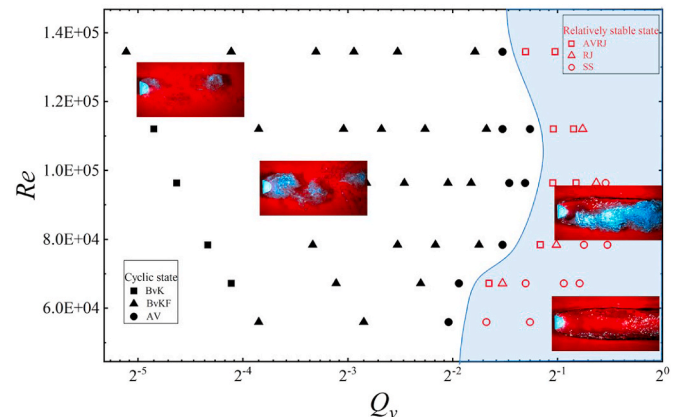 1.4E+05
1.2E+05
1.0E+05
8.0E+04
6.0E+04
Re
Relatively stable state
AVRJ
RJ
SS
Cyclic state
BvK
BvKF
AV
2^-5 2^-4 2^-3 2^-2 2^-1 2^0
Q_v